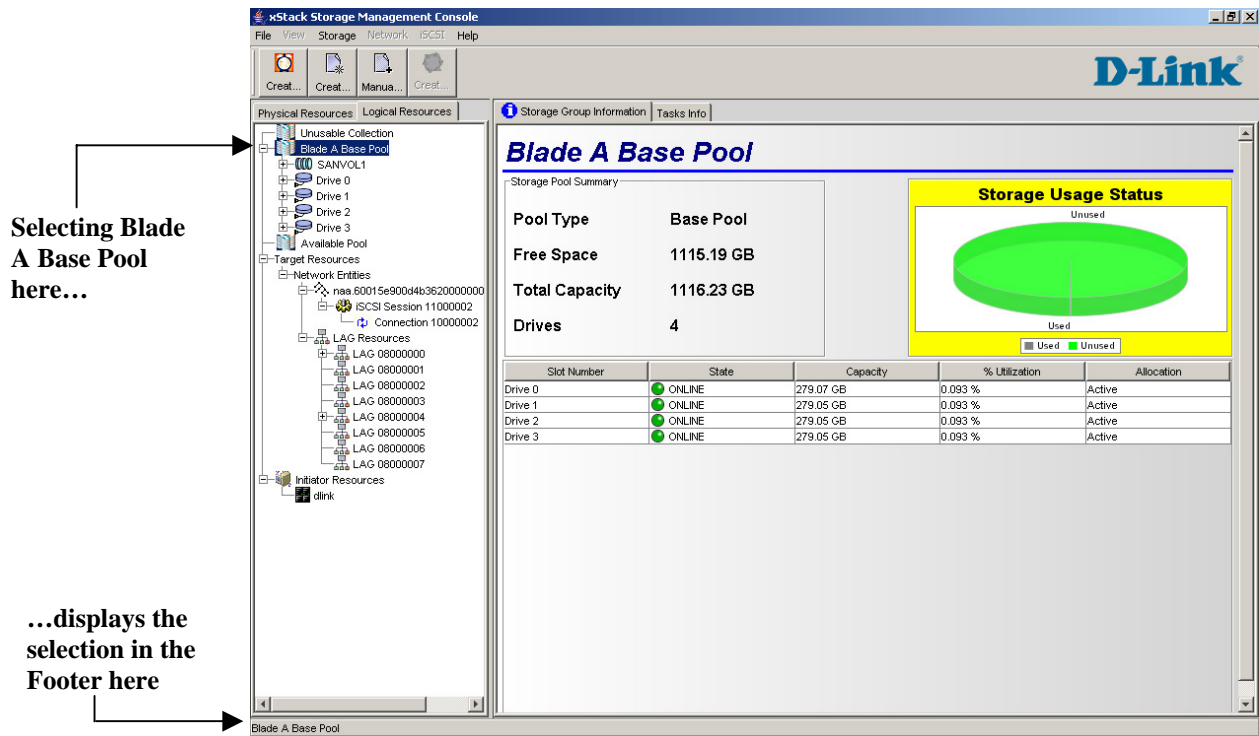 xStack Storage Management Console
File View Storage Network iSCSI Help
Creat... Creat... Manua... Creat...
D-Link
Physical Resources Logical Resources
Storage Group Information Tasks Info
Unusable Collection
Blade A Base Pool
SANVOL1
Drive 0
Drive 1
Drive 2
Drive 3
Available Pool
Target Resources
Network Entities
naa.60015e900d4b3620000000
iSCSI Session 11000002
Connection 10000002
LAG Resources
LAG 08000000
LAG 08000001
LAG 08000002
LAG 08000003
LAG 08000004
LAG 08000005
LAG 08000006
LAG 08000007
Initiator Resources
dlink
Selecting Blade
A Base Pool
here…
…displays the
selection in the
Footer here
Blade A Base Pool
Storage Pool Summary
Pool Type Base Pool
Free Space 1115.19 GB
Total Capacity 1116.23 GB
Drives 4
Storage Usage Status
Unused
Used
Used Unused
Slot Number State Capacity % Utilization Allocation
Drive 0 ONLINE 279.07 GB 0.093 % Active
Drive 1 ONLINE 279.05 GB 0.093 % Active
Drive 2 ONLINE 279.05 GB 0.093 % Active
Drive 3 ONLINE 279.05 GB 0.093 % Active
Blade A Base Pool